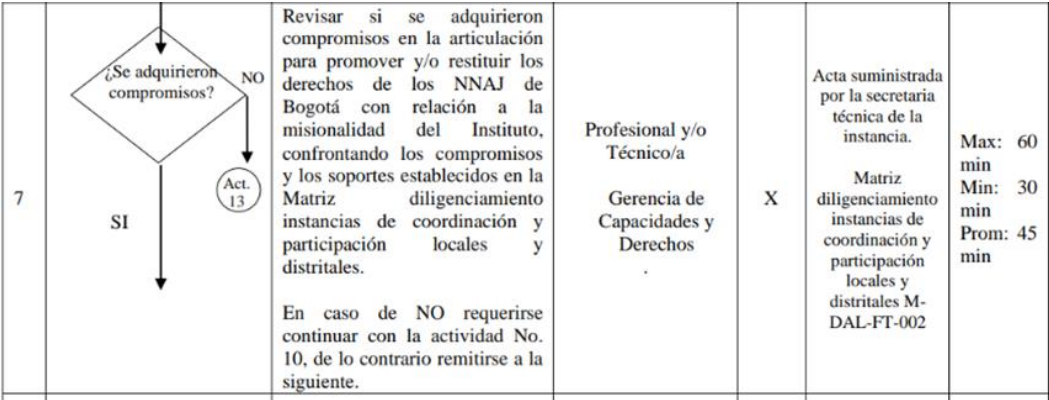 7
¿Se adquirieron
compromisos?
NO
Act.
13
SI
Revisar si se adquirieron
compromisos en la articulación
para promover y/o restituir los
derechos de los NNAJ de
Bogotá con relación a la
misionalidad del Instituto,
confrontando los compromisos
y los soportes establecidos en la
Matriz diligenciamiento
instancias de coordinación y
participación locales y
distritales.
En caso de NO requerirse
continuar con la actividad No.
10, de lo contrario remitirse a la
siguiente.
Profesional y/o
Técnico/a
Gerencia de
Capacidades y
Derechos
.
X
Acta suministrada
por la secretaria
técnica de la
instancia.
Matriz
diligenciamiento
instancias de
coordinación y
participación
locales y
distritales M-
DAL-FT-002
Max: 60
min
Min: 30
min
Prom: 45
min